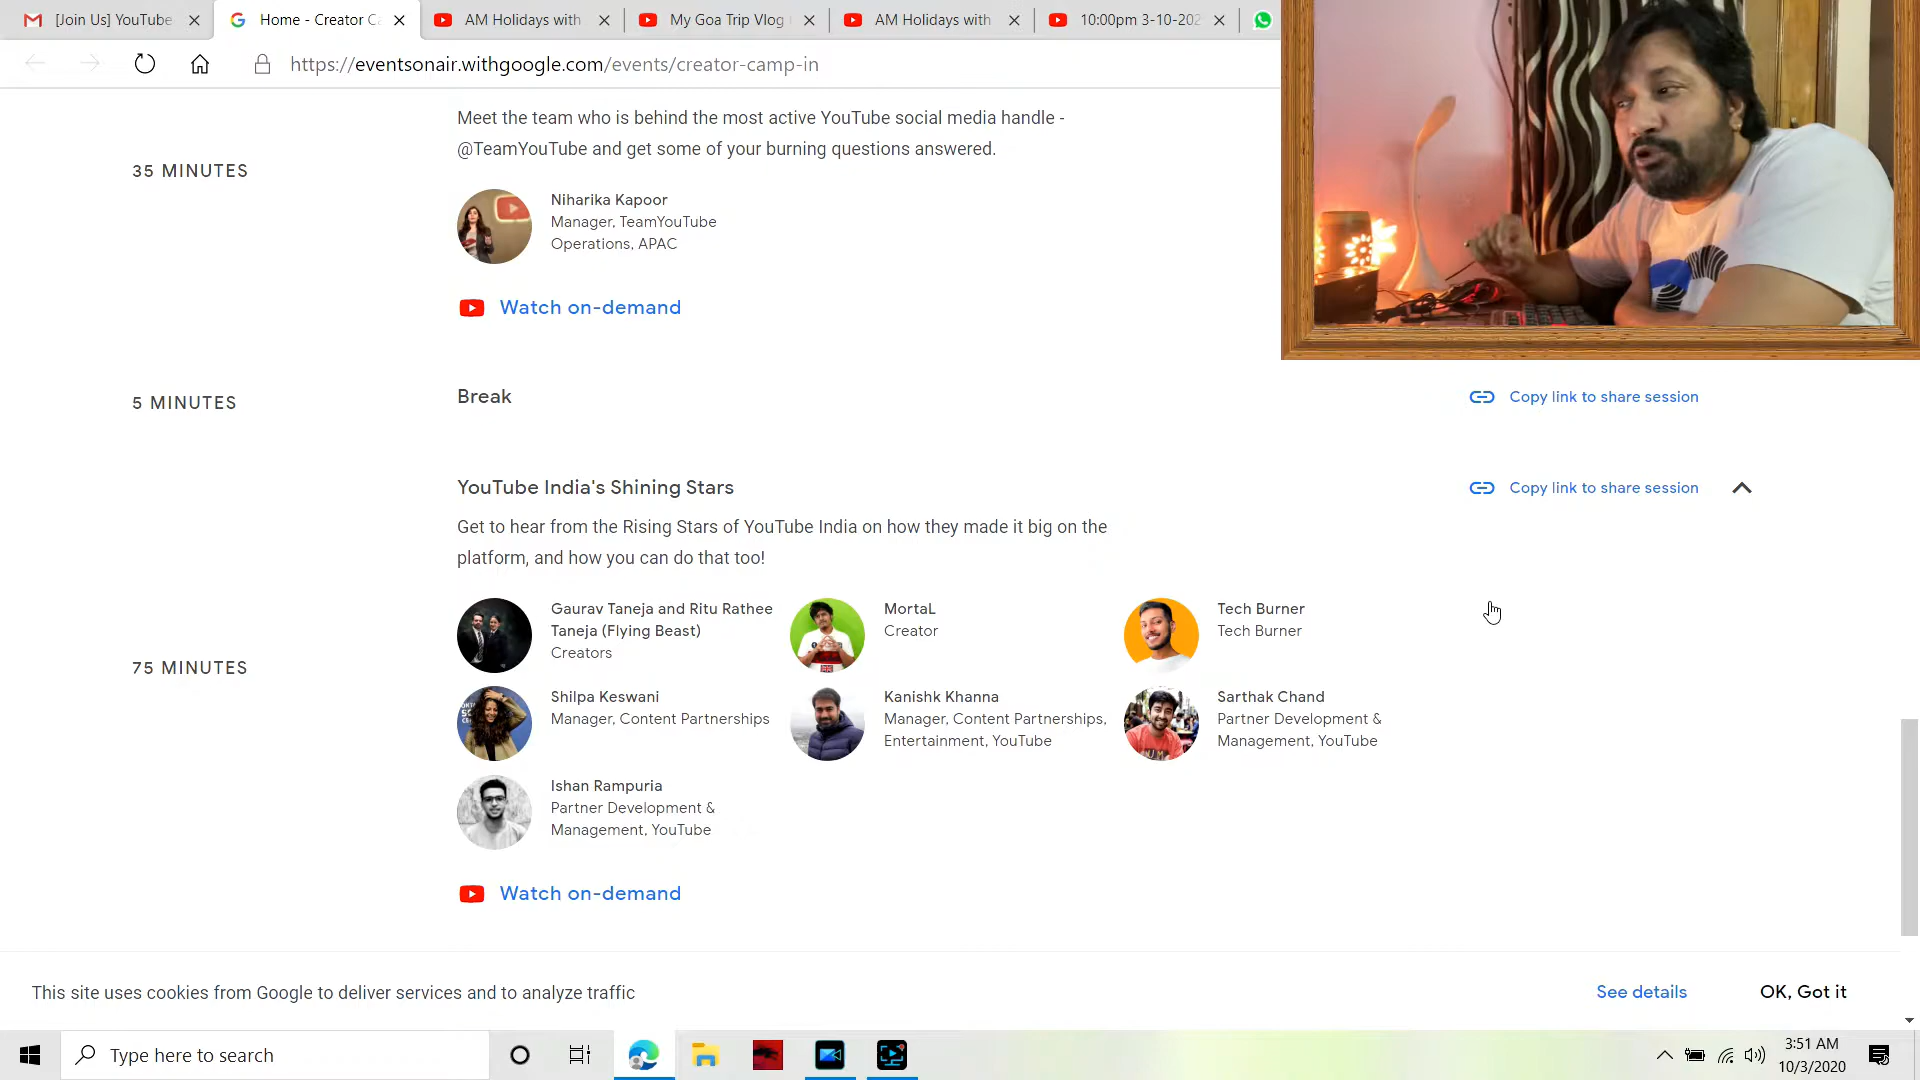 [Join Us] YouTube
Home - Creator Ca
AM Holidays with
My Goa Trip Vlog
AM Holidays with
10:00pm 3-10-202
https://eventsonair.withgoogle.com/events/creator-camp-in
35 MINUTES
Meet the team who is behind the most active YouTube social media handle -
@TeamYouTube and get some of your burning questions answered.
Niharika Kapoor
Manager, TeamYouTube
Operations, APAC
Watch on-demand
5 MINUTES
Break
Copy link to share session
YouTube India's Shining Stars
Copy link to share session
Get to hear from the Rising Stars of YouTube India on how they made it big on the
platform, and how you can do that too!
75 MINUTES
Gaurav Taneja and Ritu Rathee
Taneja (Flying Beast)
Creators
MortaL
Creator
Tech Burner
Tech Burner
Shilpa Keswani
Manager, Content Partnerships
Kanishk Khanna
Manager, Content Partnerships,
Entertainment, YouTube
Sarthak Chand
Partner Development &
Management, YouTube
Ishan Rampuria
Partner Development &
Management, YouTube
Watch on-demand
This site uses cookies from Google to deliver services and to analyze traffic
See details
OK, Got it
Type here to search
3:51 AM
10/3/2020